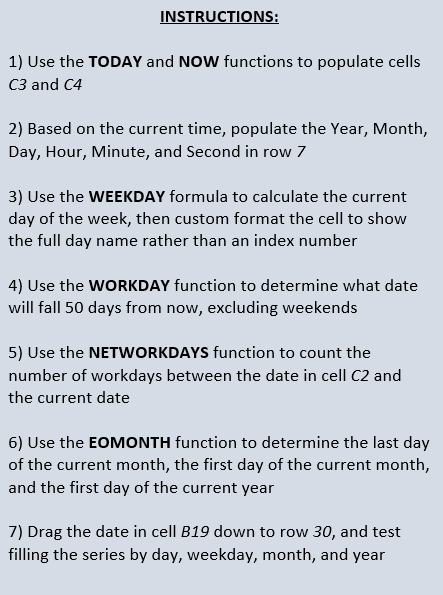 INSTRUCTIONS:
1) Use the TODAY and NOW functions to populate cells
C3 and C4
2) Based on the current time, populate the Year, Month,
Day, Hour, Minute, and Second in row 7
3) Use the WEEKDAY formula to calculate the current
day of the week, then custom format the cell to show
the full day name rather than an index number
4) Use the WORKDAY function to determine what date
will fall 50 days from now, excluding weekends
5) Use the NETWORKDAYS function to count the
number of workdays between the date in cell C2 and
the current date
6) Use the EOMONTH function to determine the last day
of the current month, the first day of the current month,
and the first day of the current year
7) Drag the date in cell B19 down to row 30, and test
filling the series by day, weekday, month, and year